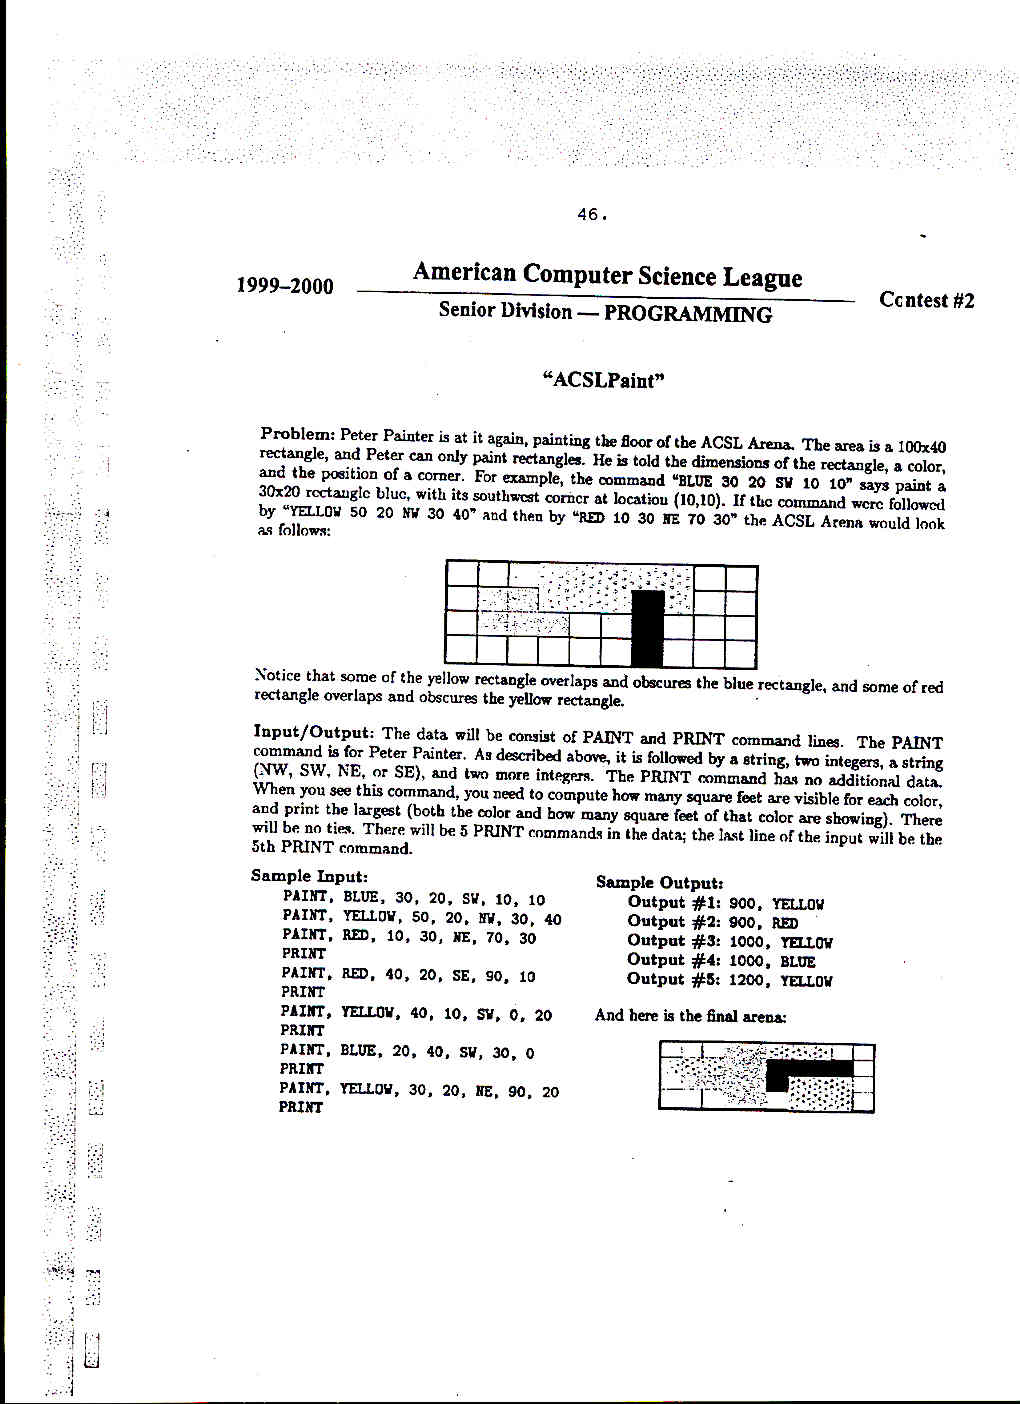 46.
American Computer Science League
1999–2000
Contest #2
Senior Division — PROGRAMMING
“ACSLPaint”
Problem: Peter Painter is at it again, painting the floor of the ACSL Arena. The area is a 100x40
rectangle, and Peter can only paint rectangles. He is told the dimensions of the rectangle, a color,
and the position of a corner. For example, the command “BLUE 30 20 SW 10 10” says paint a
30x20 rectangle blue, with its southwest corner at location (10,10). If the command were followed
by “YELLOW 50 20 NW 30 40” and then by “RED 10 30 NE 70 30” the ACSL Arena would look
as follows:
Notice that some of the yellow rectangle overlaps and obscures the blue rectangle, and some of red
rectangle overlaps and obscures the yellow rectangle.
Input/Output: The data will be consist of PAINT and PRINT command lines. The PAINT
command is for Peter Painter. As described above, it is followed by a string, two integers, a string
(NW, SW, NE, or SE), and two more integers. The PRINT command has no additional data.
When you see this command, you need to compute how many square feet are visible for each color,
and print the largest (both the color and how many square feet of that color are showing). There
will be no ties. There will be 5 PRINT commands in the data; the last line of the input will be the
5th PRINT command.
Sample Input:
PAINT, BLUE, 30, 20, SW, 10, 10
PAINT, YELLOW, 50, 20, NW, 30, 40
PAINT, RED, 10, 30, NE, 70, 30
PRINT
PAINT, RED, 40, 20, SE, 90, 10
PRINT
PAINT, YELLOW, 40, 10, SW, 0, 20
PRINT
PAINT, BLUE, 20, 40, SW, 30, 0
PRINT
PAINT, YELLOW, 30, 20, NE, 90, 20
PRINT
Sample Output:
Output #1: 900, YELLOW
Output #2: 900, RED
Output #3: 1000, YELLOW
Output #4: 1000, BLUE
Output #5: 1200, YELLOW
And here is the final arena: